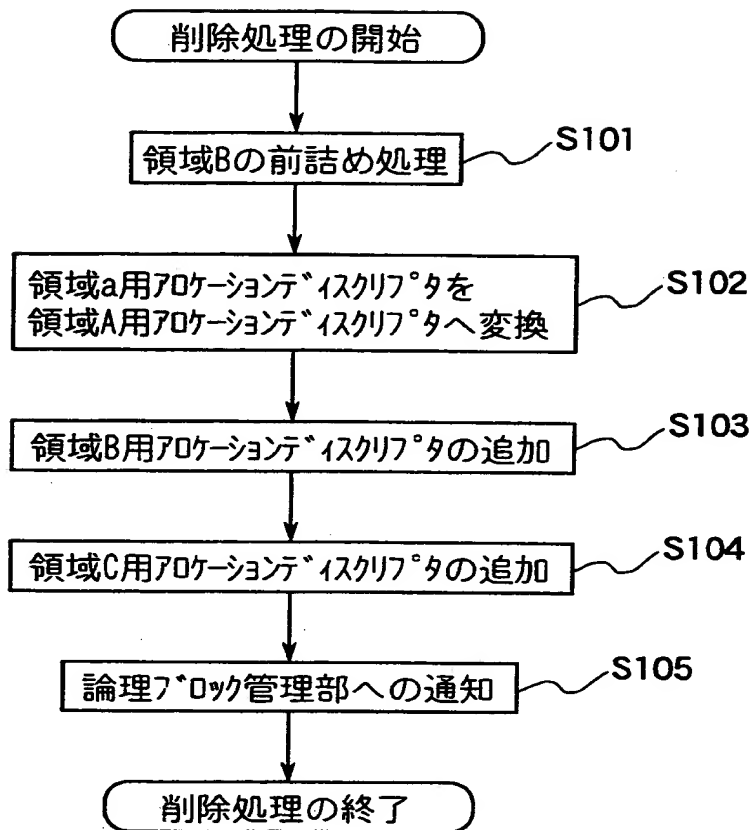 削除処理の開始
領域Bの前詰め処理
S101
領域a用ｱﾛｹｰｼｮﾝﾃﾞｨｽｸﾘﾌﾟﾀを
領域A用ｱﾛｹｰｼｮﾝﾃﾞｨｽｸﾘﾌﾟﾀへ変換
S102
領域B用ｱﾛｹｰｼｮﾝﾃﾞｨｽｸﾘﾌﾟﾀの追加
S103
領域C用ｱﾛｹｰｼｮﾝﾃﾞｨｽｸﾘﾌﾟﾀの追加
S104
論理ﾌﾞﾛｯｸ管理部への通知
S105
削除処理の終了